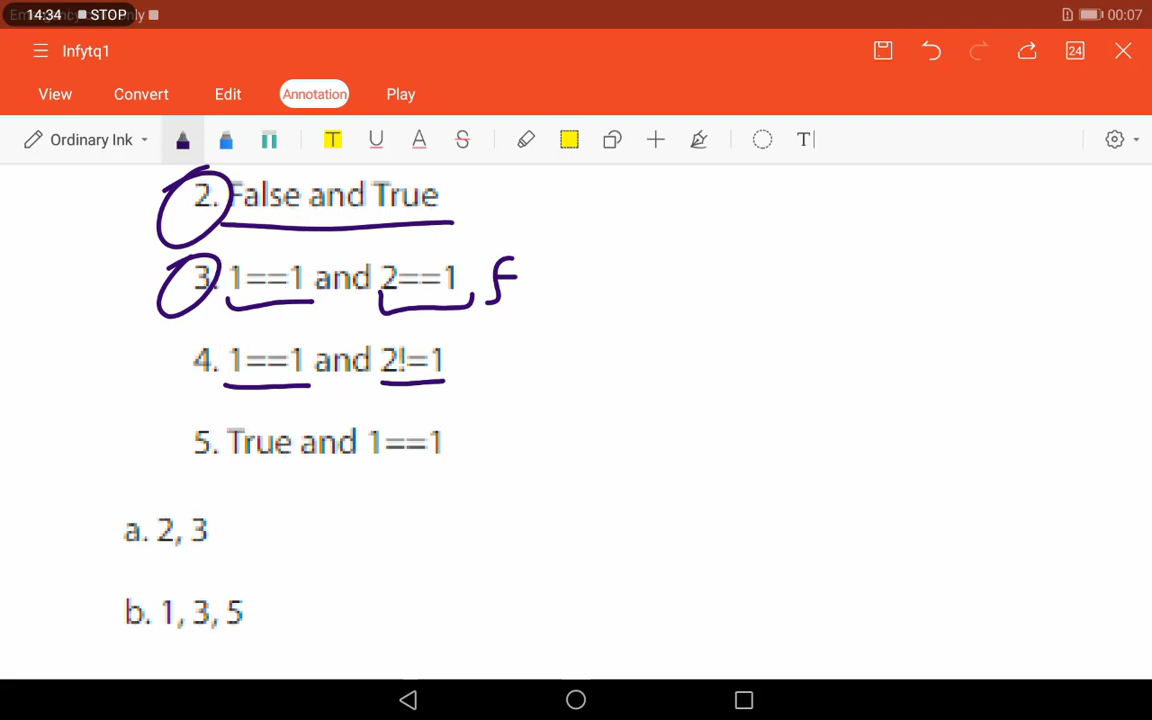 14:34 STOP
00:07
Infytq1
24
View Convert Edit Annotation Play
Ordinary Ink T U A S T
2. False and True
3. 1==1 and 2==1, f
4. 1==1 and 2!=1
5. True and 1==1
a. 2, 3
b. 1, 3, 5